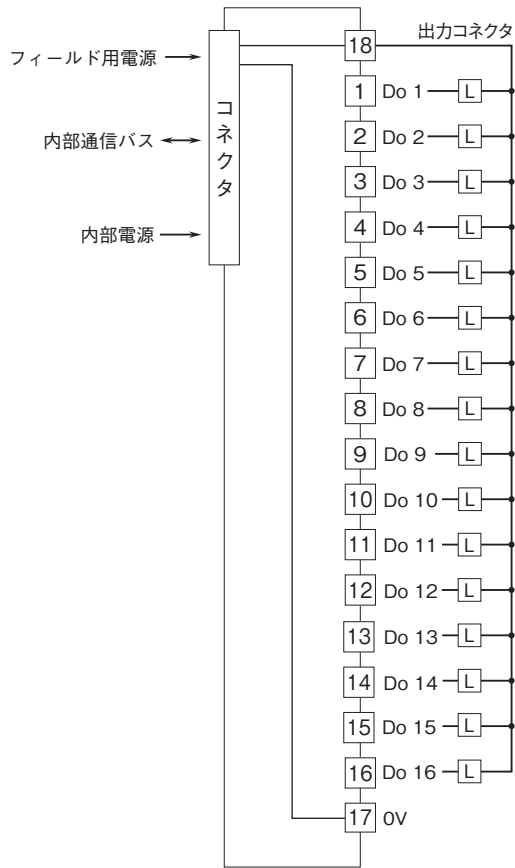 出力コネクタ
18
フィールド用電源
1 Do 1 L
コネクタ
2 Do 2 L
内部通信バス
3 Do 3 L
4 Do 4 L
内部電源
5 Do 5 L
6 Do 6 L
7 Do 7 L
8 Do 8 L
9 Do 9 L
10 Do 10 L
11 Do 11 L
12 Do 12 L
13 Do 13 L
14 Do 14 L
15 Do 15 L
16 Do 16 L
17 0V